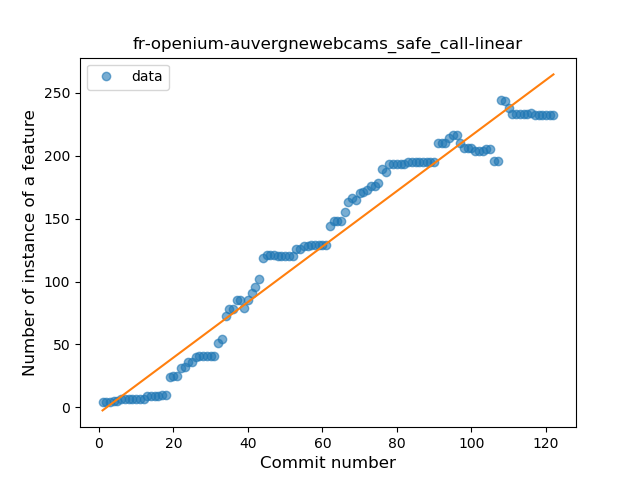 fr-openium-auvergnewebcams_safe_call-linear
data
Number of instance of a feature
250
200
150
100
50
0
0 20 40 60 80 100 120
Commit number